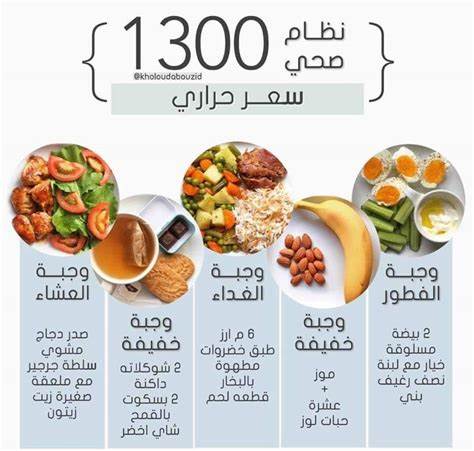 نظام
صحي
1300
@kholoudabouzid
سعر حراري
وجبة
الفطور
2 بيضة
مسلوقة
خيار مع لبنة
نصف رغيف
بني
وجبة
خفيفة
موز
+
عشرة
حبات لوز
وجبة
الغداء
6 م ارز
طبق خضروات
مطهوة
بالبخار
قطعه لحم
وجبة
خفيفة
2 شوكلاته
داكنة
2 بسكوت
بالقمح
شاي اخضر
وجبة
العشاء
صدر دجاج
مشوي
سلطة جرجير
مع ملعقة
صغيرة زيت
زيتون